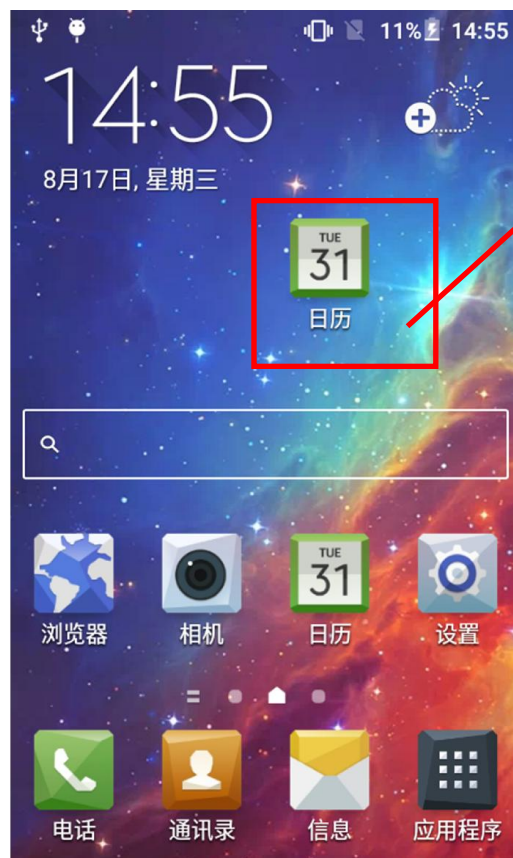 11% 14:55
14:55
8月17日, 星期三
TUE
31
日历
浏览器
相机
TUE
31
日历
设置
电话
通讯录
信息
应用程序